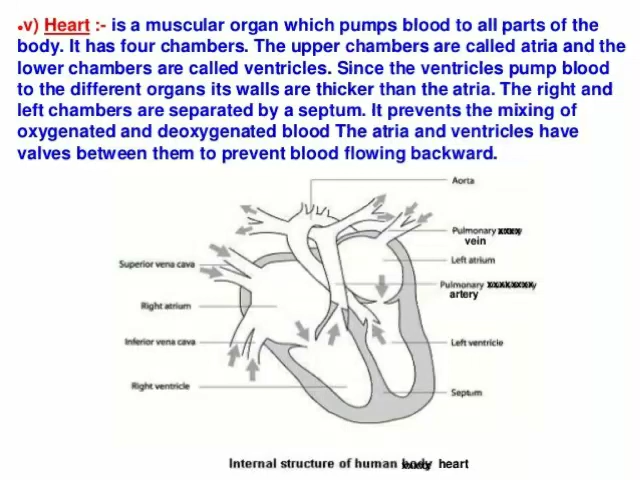 •v) Heart :- is a muscular organ which pumps blood to all parts of the
body. It has four chambers. The upper chambers are called atria and the
lower chambers are called ventricles. Since the ventricles pump blood
to the different organs its walls are thicker than the atria. The right and
left chambers are separated by a septum. It prevents the mixing of
oxygenated and deoxygenated blood The atria and ventricles have
valves between them to prevent blood flowing backward.
Aorta
Pulmonary
vein
Left atrium
Superior vena cava
Pulmonary
artery
Right atrium
Inferior vena cava
Left ventricle
Right ventricle
Septum
Internal structure of human body heart